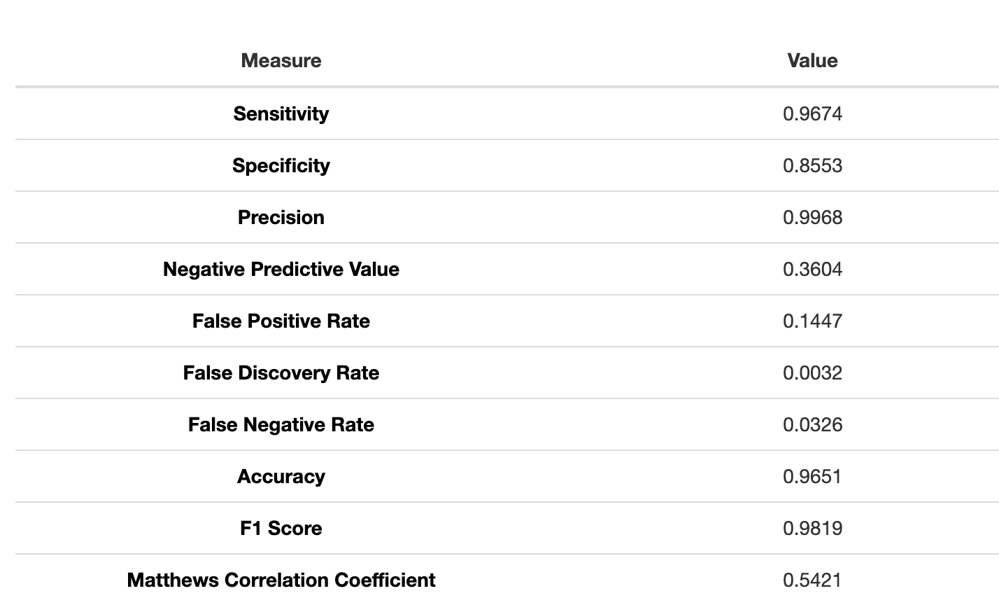 Measure Value
Sensitivity 0.9674
Specificity 0.8553
Precision 0.9968
Negative Predictive Value 0.3604
False Positive Rate 0.1447
False Discovery Rate 0.0032
False Negative Rate 0.0326
Accuracy 0.9651
F1 Score 0.9819
Matthews Correlation Coefficient 0.5421